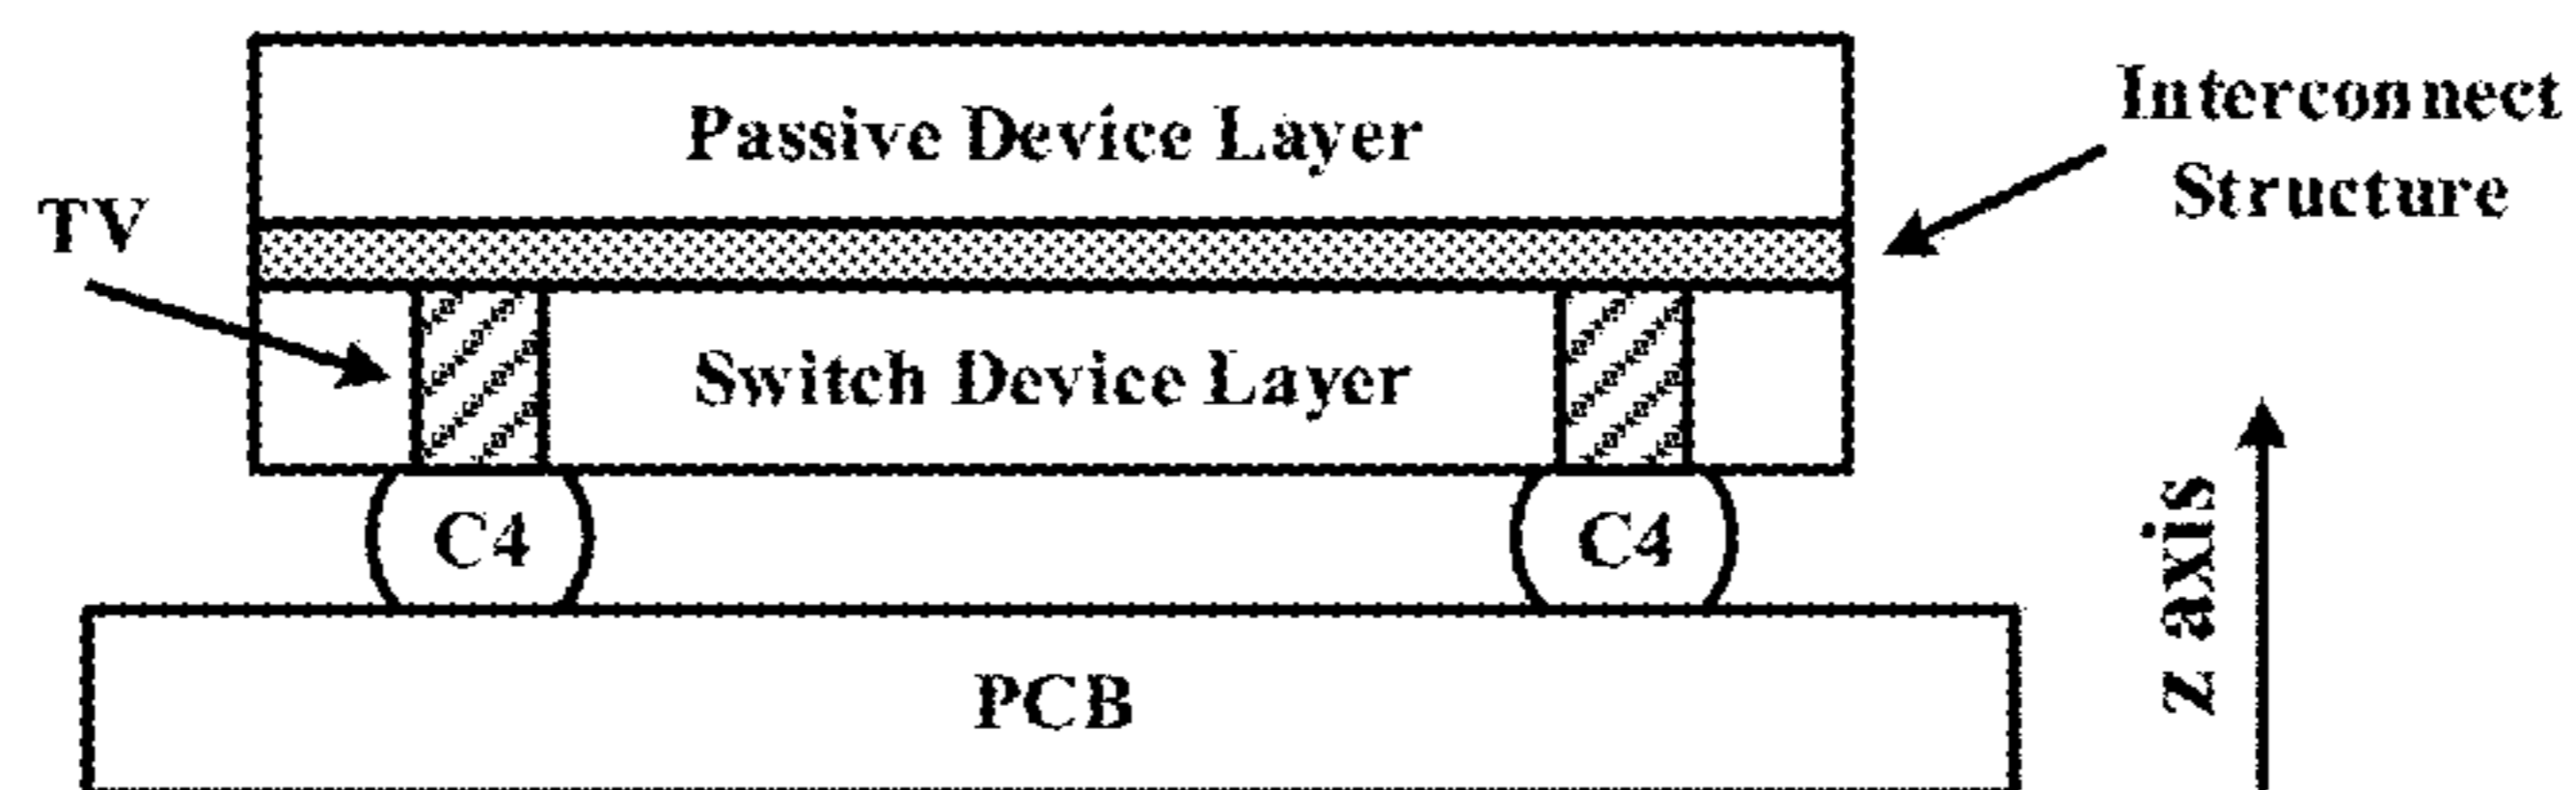 Passive Device Layer
Interconnect
Structure
TV
Switch Device Layer
C4
C4
z axis
PCB